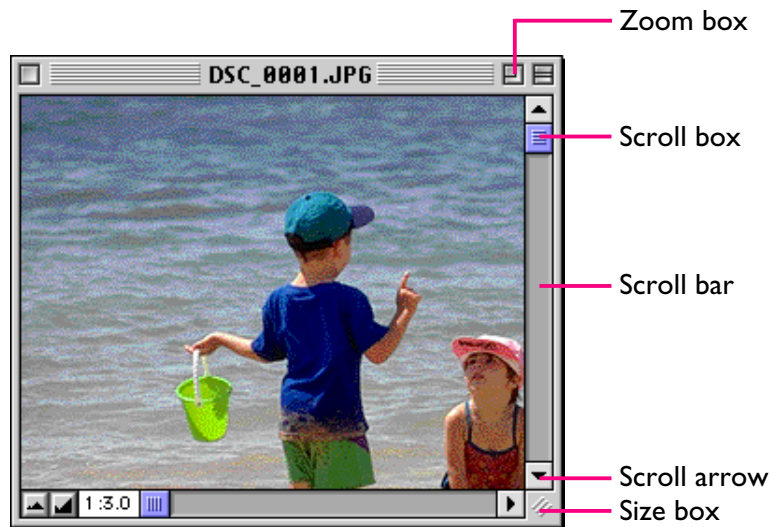 Zoom box
DSC_0001.JPG
Scroll box
Scroll bar
Scroll arrow
1:3.0
Size box